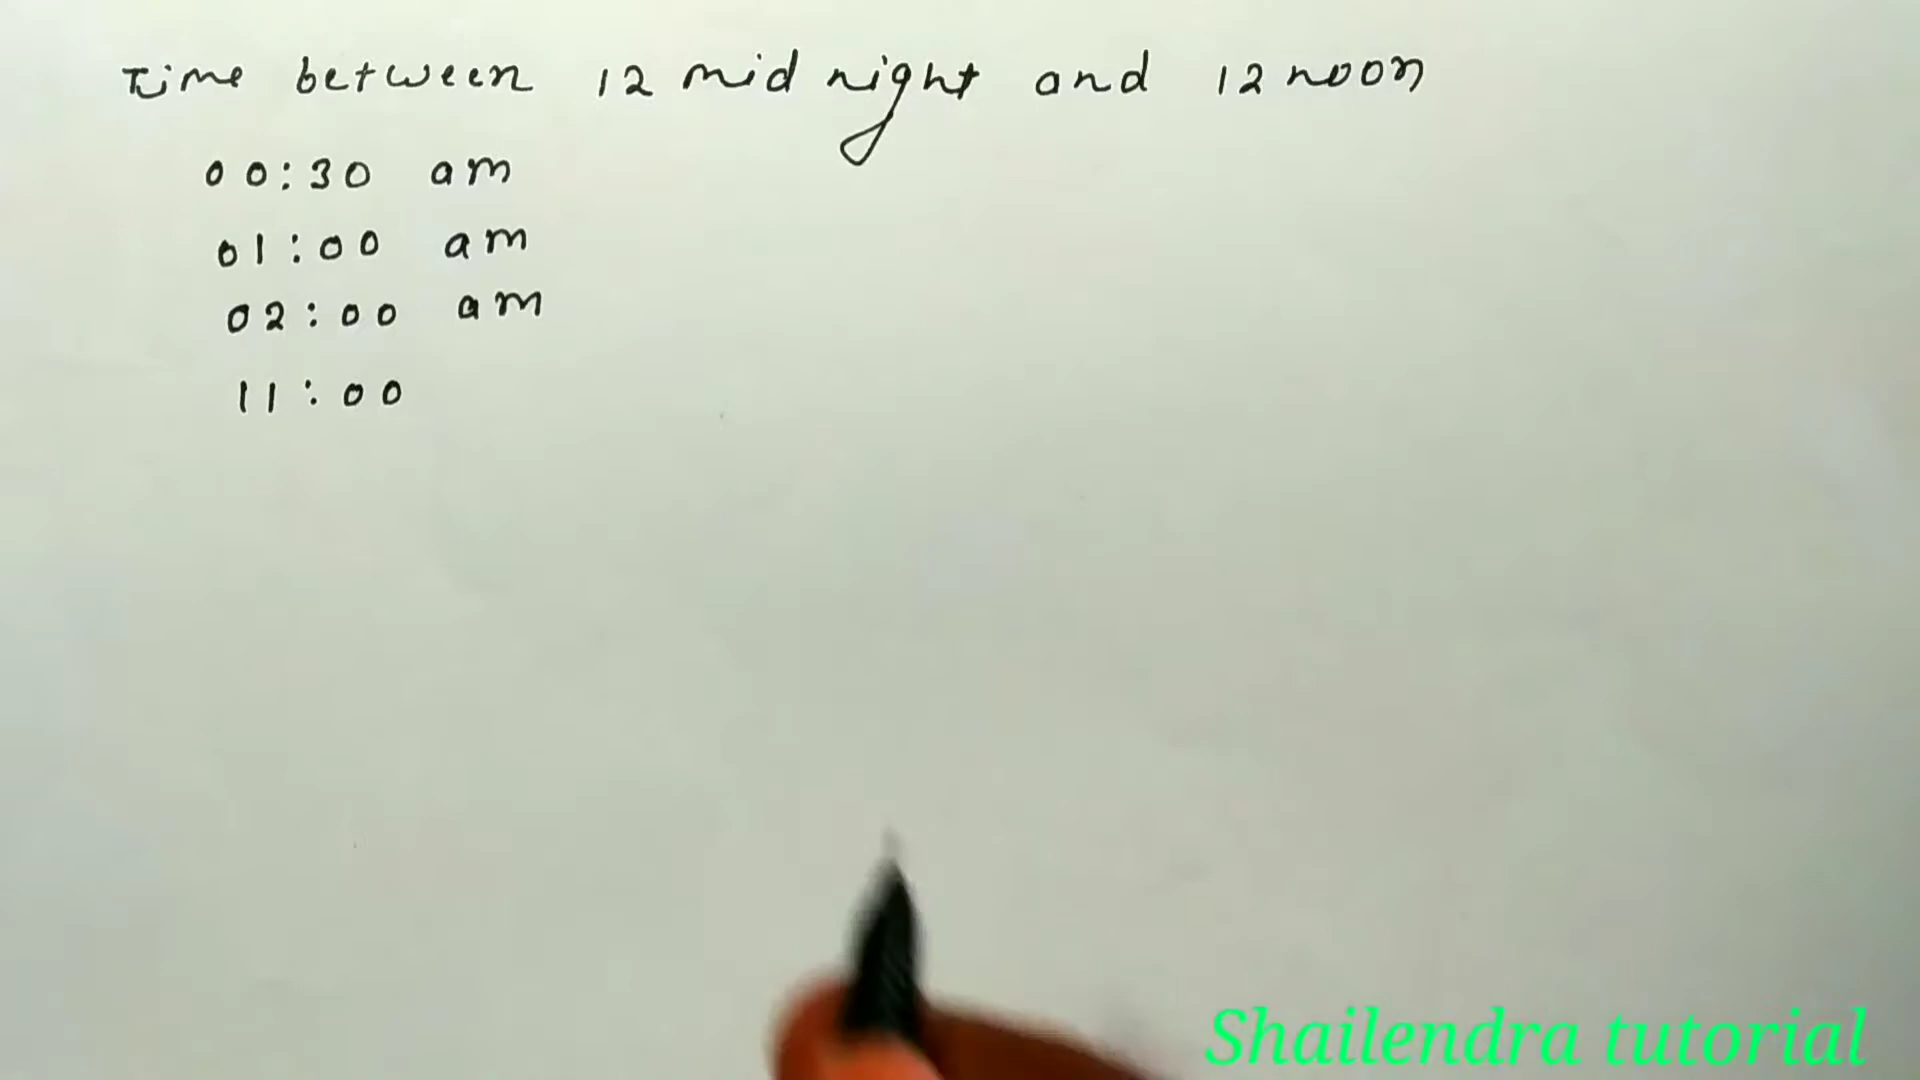 Time between 12 mid night and 12 noon
00:30 am
01:00 am
02:00 am
11:00
Shailendra tutorial